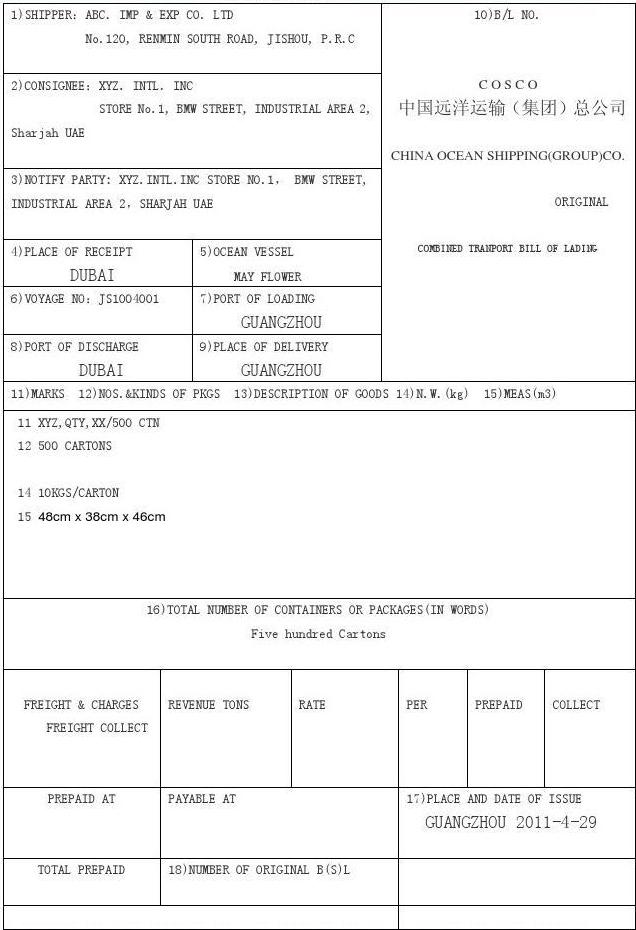 1)SHIPPER: ABC. IMP & EXP CO. LTD
No.120, RENMIN SOUTH ROAD, JISHOU, P.R.C
10)B/L NO.
2)CONSIGNEE: XYZ. INTL. INC
STORE No.1, BMW STREET, INDUSTRIAL AREA 2,
Sharjah UAE
COSCO
中国远洋运输（集团）总公司
CHINA OCEAN SHIPPING(GROUP)CO.
3)NOTIFY PARTY: XYZ.INTL.INC STORE NO.1, BMW STREET,
INDUSTRIAL AREA 2, SHARJAH UAE
ORIGINAL
COMBINED TRANPORT BILL OF LADING
4)PLACE OF RECEIPT
DUBAI
5)OCEAN VESSEL
MAY FLOWER
6)VOYAGE NO: JS1004001
7)PORT OF LOADING
GUANGZHOU
8)PORT OF DISCHARGE
DUBAI
9)PLACE OF DELIVERY
GUANGZHOU
11)MARKS 12)NOS.&KINDS OF PKGS 13)DESCRIPTION OF GOODS 14)N.W.(kg) 15)MEAS(m3)
11 XYZ,QTY,XX/500 CTN
12 500 CARTONS
14 10KGS/CARTON
15 48cm x 38cm x 46cm
16)TOTAL NUMBER OF CONTAINERS OR PACKAGES(IN WORDS)
Five hundred Cartons
FREIGHT & CHARGES
FREIGHT COLLECT
REVENUE TONS
RATE
PER
PREPAID
COLLECT
PREPAID AT
PAYABLE AT
17)PLACE AND DATE OF ISSUE
GUANGZHOU 2011-4-29
TOTAL PREPAID
18)NUMBER OF ORIGINAL B(S)L